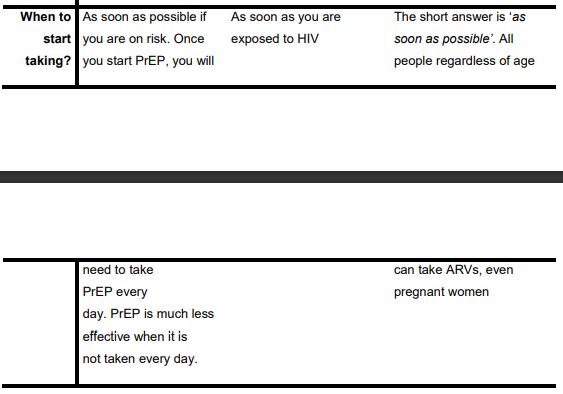 When to
start
taking?
As soon as possible if
you are on risk. Once
you start PrEP, you will
As soon as you are
exposed to HIV
The short answer is ‘as
soon as possible’. All
people regardless of age
need to take
PrEP every
day. PrEP is much less
effective when it is
not taken every day.
can take ARVs, even
pregnant women